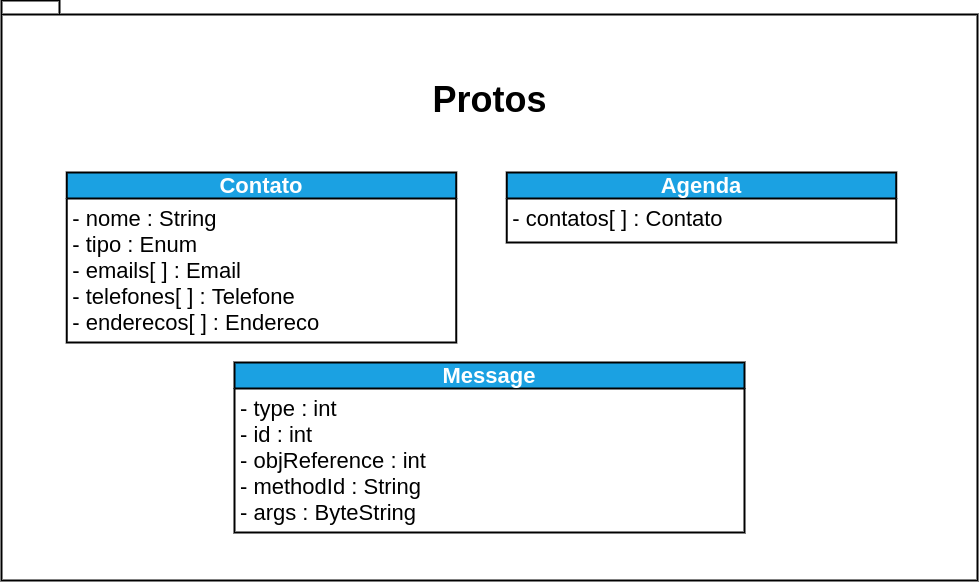 Protos
Contato
- nome : String
- tipo : Enum
- emails[ ] : Email
- telefones[ ] : Telefone
- enderecos[ ] : Endereco
Agenda
- contatos[ ] : Contato
Message
- type : int
- id : int
- objReference : int
- methodId : String
- args : ByteString